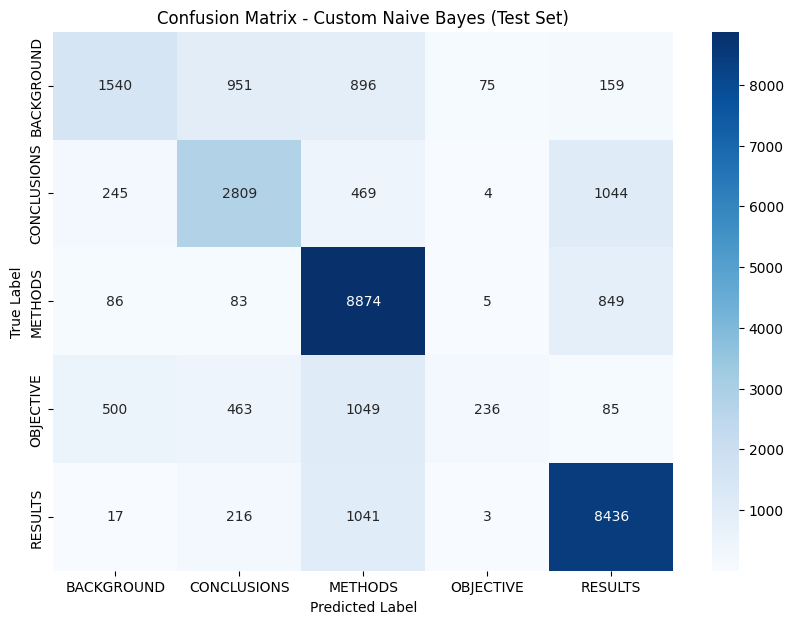 Confusion Matrix - Custom Naive Bayes (Test Set)
True Label
BACKGROUND
1540 951 896 75 159
CONCLUSIONS
245 2809 469 4 1044
METHODS
86 83 8874 5 849
OBJECTIVE
500 463 1049 236 85
RESULTS
17 216 1041 3 8436
BACKGROUND CONCLUSIONS METHODS OBJECTIVE RESULTS
Predicted Label
8000
7000
6000
5000
4000
3000
2000
1000